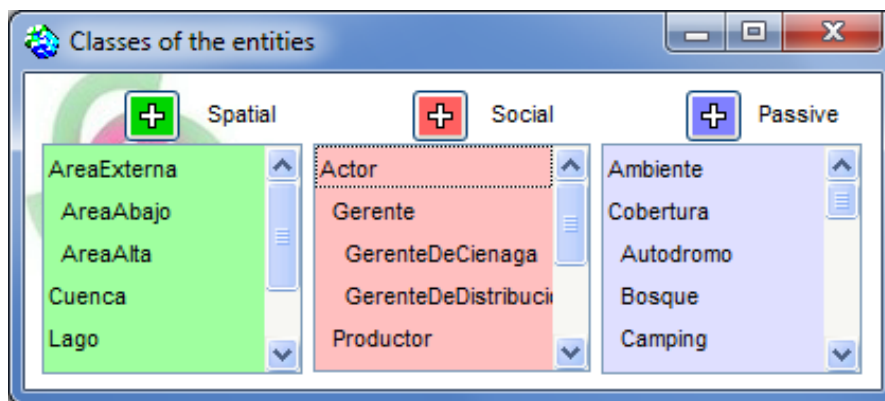 Classes of the entities
Spatial
Social
Passive
AreaExterna
AreaAbajo
AreaAlta
Cuenca
Lago
Actor
Gerente
GerenteDeCienaga
GerenteDeDistribuci
Productor
Ambiente
Cobertura
Autodromo
Bosque
Camping